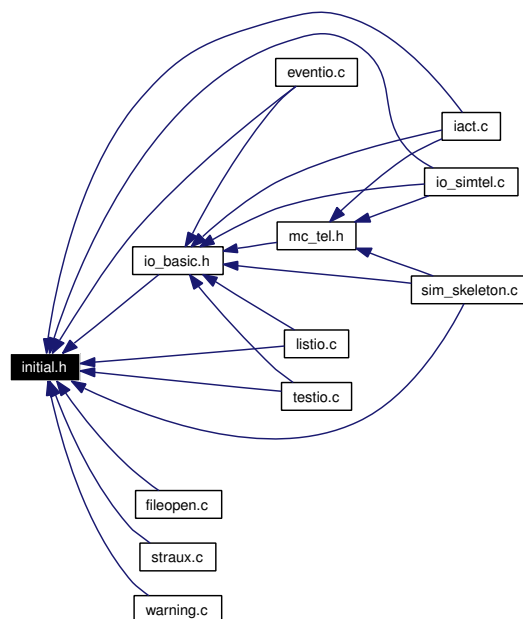 eventio.c
iact.c
io_simtel.c
mc_tel.h
io_basic.h
sim_skeleton.c
listio.c
initial.h
testio.c
fileopen.c
straux.c
warning.c